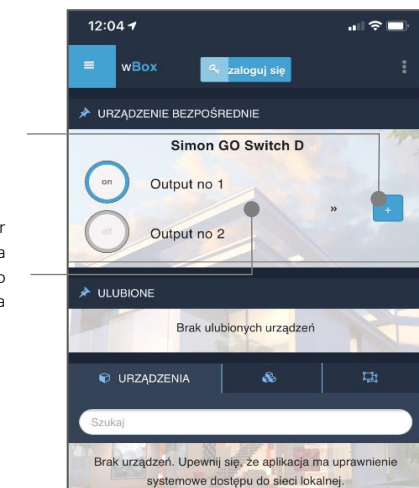 12:04
wBox
zaloguj się
URZĄDZENIE BEZPOŚREDNIE
Simon GO Switch D
on
Output no 1
»
+
off
Output no 2
r
a
o
a
ULUBIONE
Brak ulubionych urządzeń
URZĄDZENIA
Szukaj
Brak urządzeń. Upewnij się, że aplikacja ma uprawnienie
systemowe dostępu do sieci lokalnej.